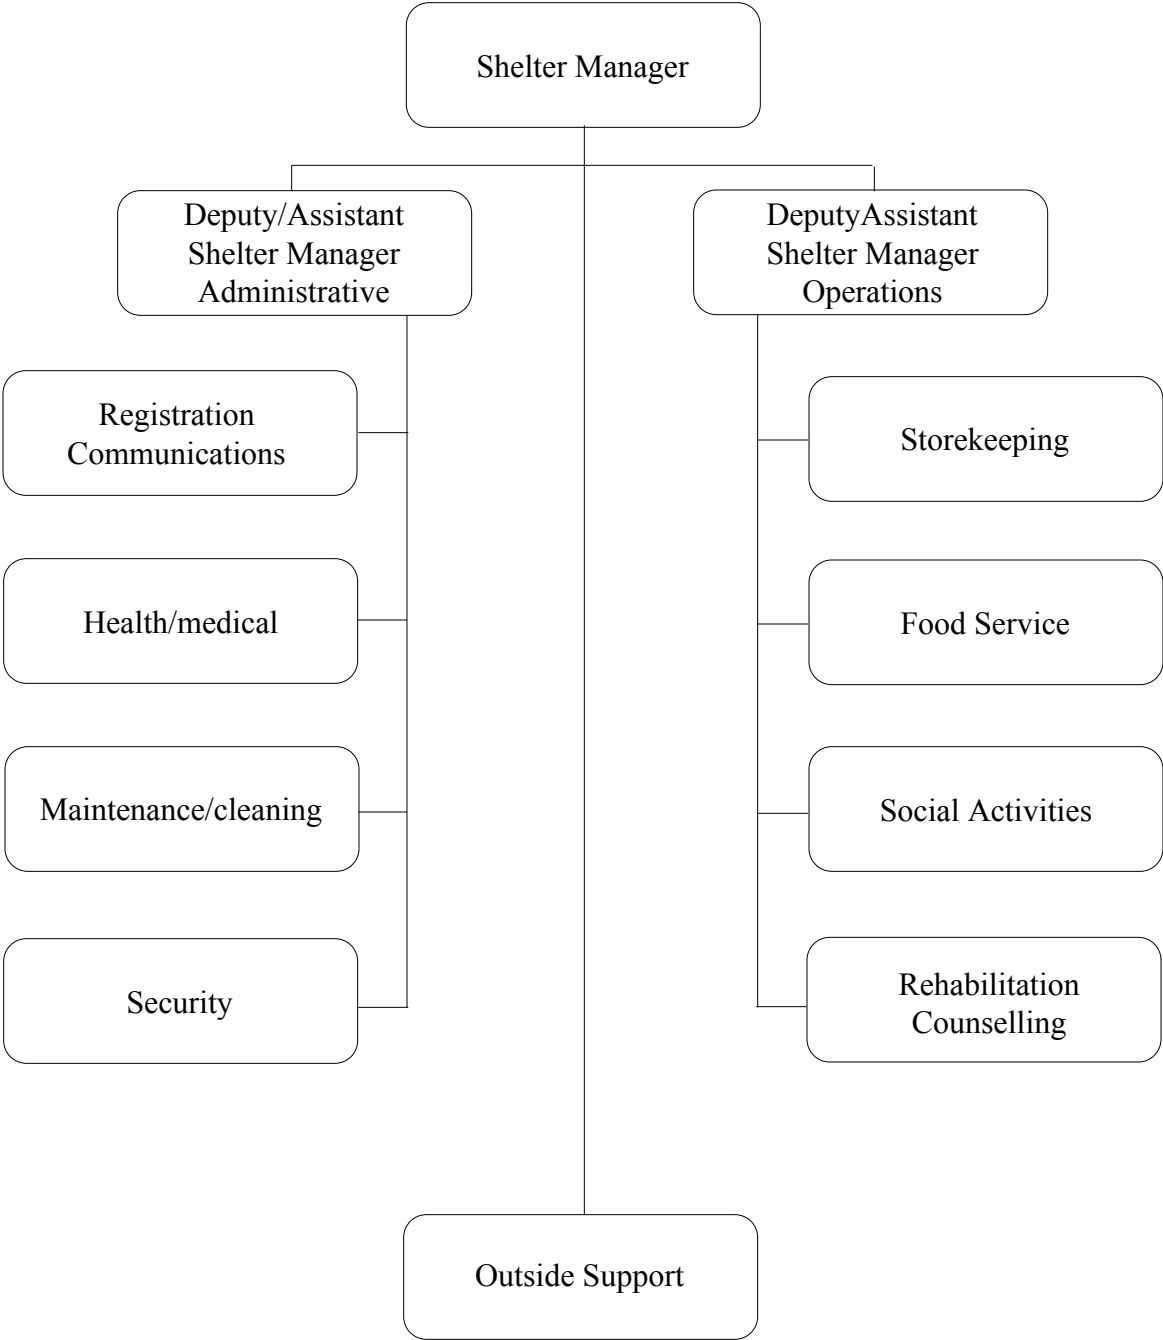 Shelter Manager
Deputy/Assistant
Shelter Manager
Administrative
DeputyAssistant
Shelter Manager
Operations
Registration
Communications
Storekeeping
Health/medical
Food Service
Maintenance/cleaning
Social Activities
Security
Rehabilitation
Counselling
Outside Support